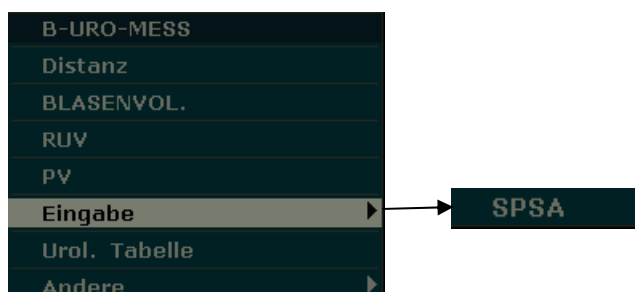 B-URO-MESS
Distanz
BLASENVOL.
RUV
PV
Eingabe
SPSA
Urol. Tabelle
Andere